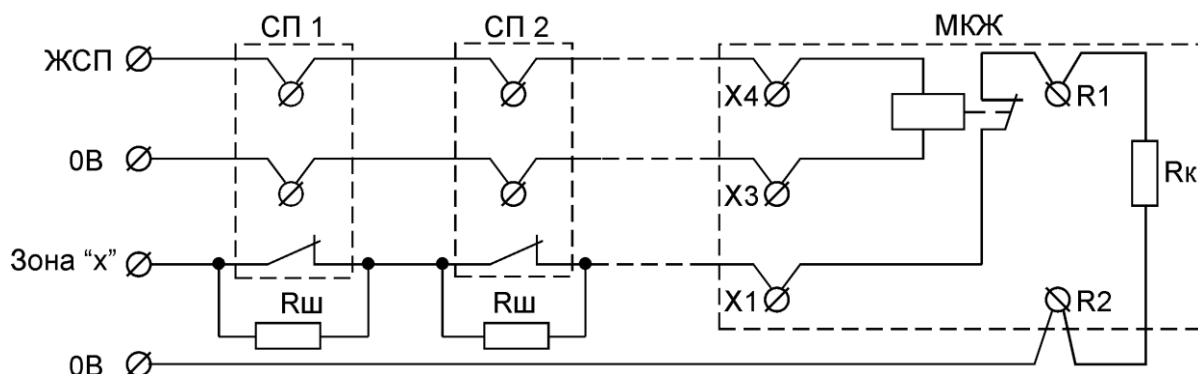 СП 1
СП 2
МКЖ
ЖСП
X4
R1
0В
X3
Rк
Зона “х”
X1
R2
Rш
Rш
0В